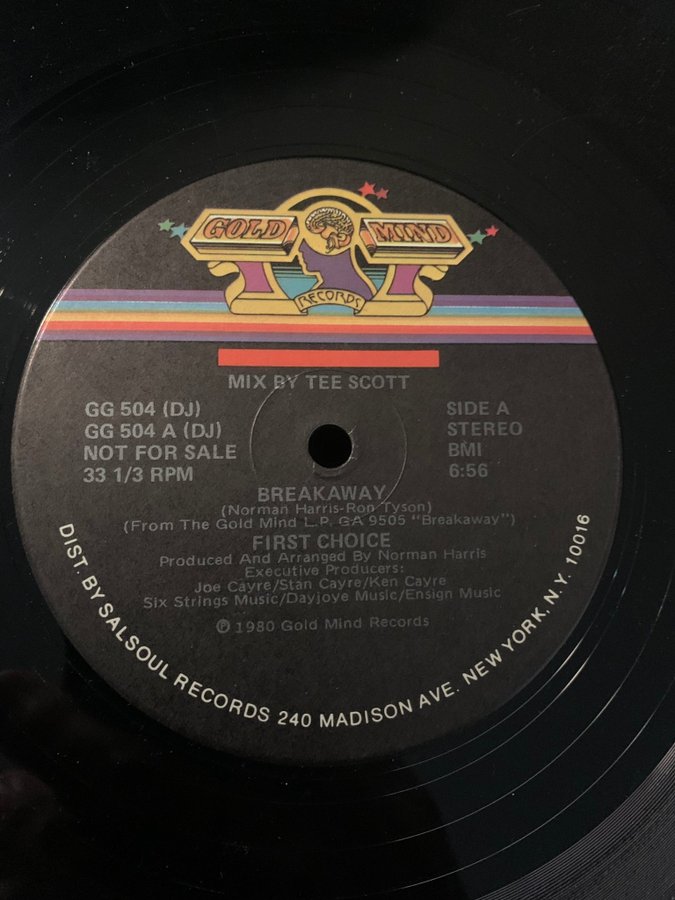 GOLD MIND
RECORDS
MIX BY TEE SCOTT
GG 504 (DJ)
GG 504 A (DJ)
NOT FOR SALE
33 1/3 RPM
SIDE A
STEREO
BMI
6:56
BREAKAWAY
(Norman Harris-Ron Tyson)
(From The Gold Mind L.P. GA 9505 "Breakaway")
FIRST CHOICE
Produced And Arranged By Norman Harris
Executive Producers:
Joe Cayre/Stan Cayre/Ken Cayre
Six Strings Music/Dayjoye Music/Ensign Music
℗ 1980 Gold Mind Records
DIST. BY SALSOUL RECORDS 240 MADISON AVE. NEW YORK, N.Y. 10016